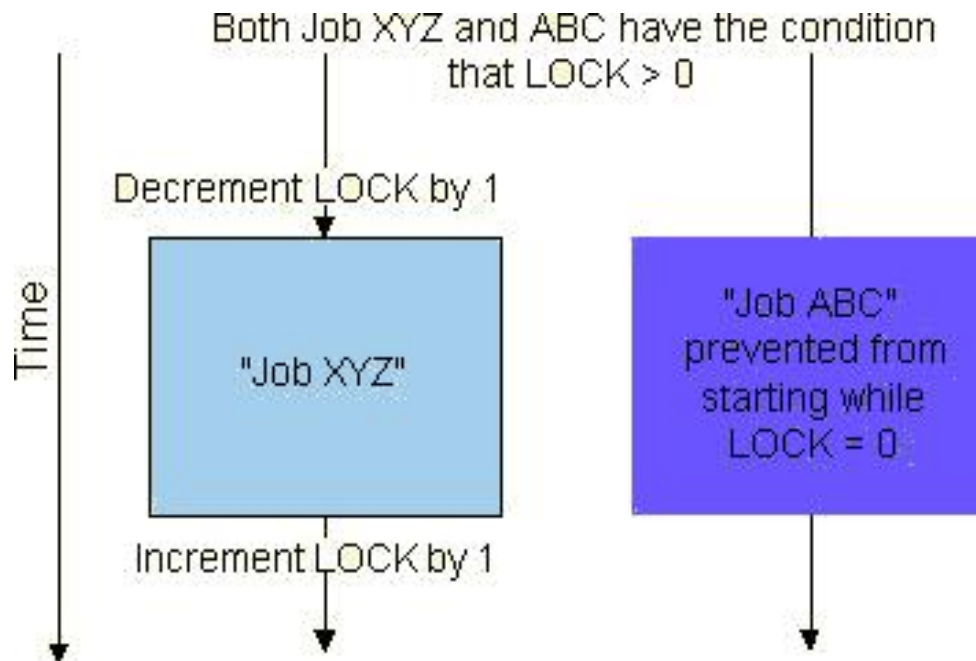 Both Job XYZ and ABC have the condition
that LOCK > 0
Decrement LOCK by 1
Time
"Job XYZ"
"Job ABC"
prevented from
starting while
LOCK = 0
Increment LOCK by 1